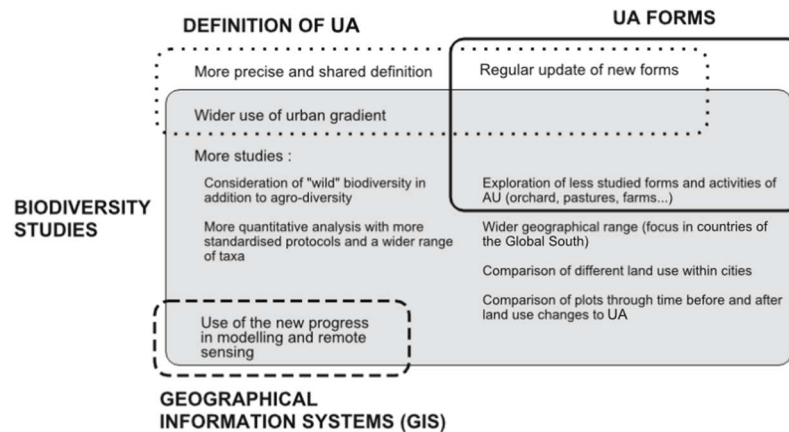 DEFINITION OF UA
UA FORMS
More precise and shared definition
Regular update of new forms
Wider use of urban gradient
More studies :
Consideration of "wild" biodiversity in
addition to agro-diversity
More quantitative analysis with more
standardised protocols and a wider range
of taxa
Exploration of less studied forms and activities of
AU (orchard, pastures, farms...)
Wider geographical range (focus in countries of
the Global South)
Comparison of different land use within cities
Comparison of plots through time before and after
land use changes to UA
BIODIVERSITY
STUDIES
Use of the new progress
in modelling and remote
sensing
GEOGRAPHICAL
INFORMATION SYSTEMS (GIS)